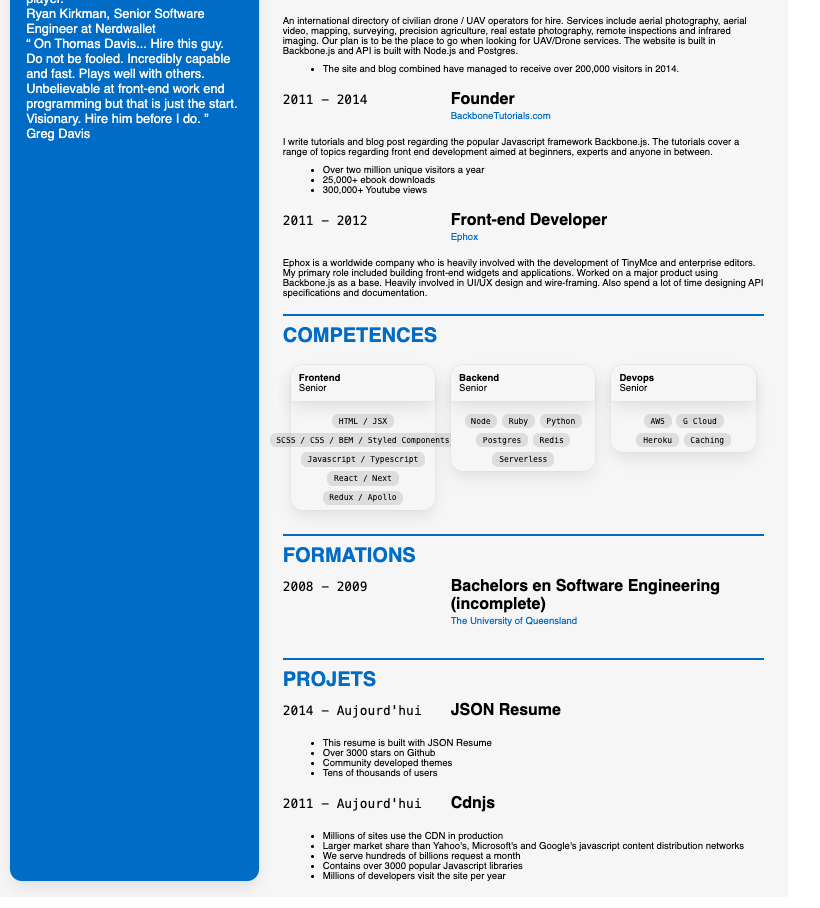 player.
Ryan Kirkman, Senior Software
Engineer at Nerdwallet
“ On Thomas Davis... Hire this guy.
Do not be fooled. Incredibly capable
and fast. Plays well with others.
Unbelievable at front-end work end
programming but that is just the start.
Visionary. Hire him before I do. ”
Greg Davis
An international directory of civilian drone / UAV operators for hire. Services include aerial photography, aerial
video, mapping, surveying, precision agriculture, real estate photography, remote inspections and infrared
imaging. Our plan is to be the place to go when looking for UAV/Drone services. The website is built in
Backbone.js and API is built with Node.js and Postgres.
• The site and blog combined have managed to receive over 200,000 visitors in 2014.
2011 – 2014 Founder
BackboneTutorials.com
I write tutorials and blog post regarding the popular Javascript framework Backbone.js. The tutorials cover a
range of topics regarding front end development aimed at beginners, experts and anyone in between.
• Over two million unique visitors a year
• 25,000+ ebook downloads
• 300,000+ Youtube views
2011 – 2012 Front-end Developer
Ephox
Ephox is a worldwide company who is heavily involved with the development of TinyMce and enterprise editors.
My primary role included building front-end widgets and applications. Worked on a major product using
Backbone.js as a base. Heavily involved in UI/UX design and wire-framing. Also spend a lot of time designing API
specifications and documentation.
COMPETENCES
Frontend
Senior
HTML / JSX
SCSS / CSS / BEM / Styled Components
Javascript / Typescript
React / Next
Redux / Apollo
Backend
Senior
Node Ruby Python
Postgres Redis
Serverless
Devops
Senior
AWS G Cloud
Heroku Caching
FORMATIONS
2008 – 2009 Bachelors en Software Engineering
(incomplete)
The University of Queensland
PROJETS
2014 – Aujourd'hui JSON Resume
• This resume is built with JSON Resume
• Over 3000 stars on Github
• Community developed themes
• Tens of thousands of users
2011 – Aujourd'hui Cdnjs
• Millions of sites use the CDN in production
• Larger market share than Yahoo's, Microsoft's and Google's javascript content distribution networks
• We serve hundreds of billions request a month
• Contains over 3000 popular Javascript libraries
• Millions of developers visit the site per year